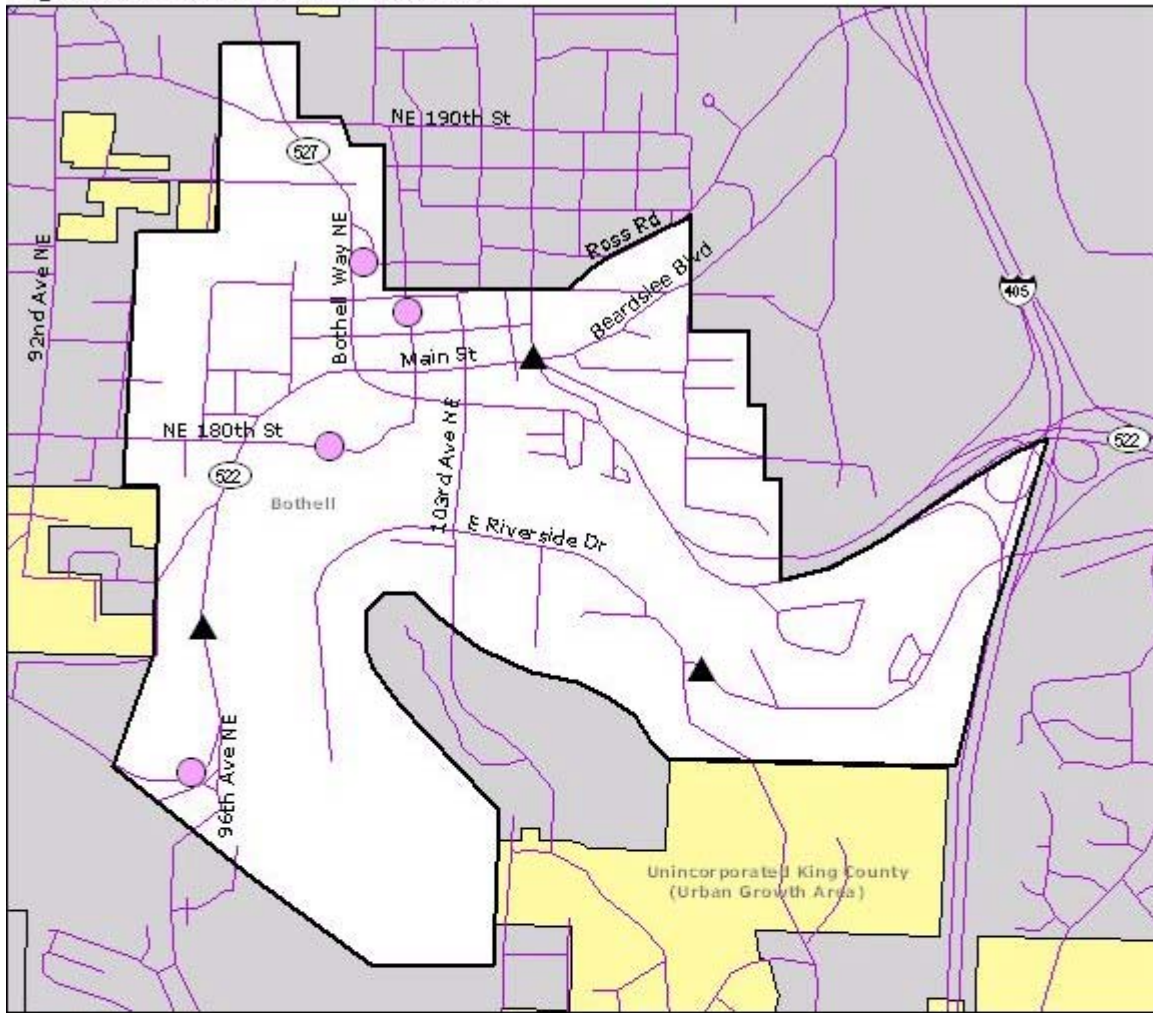 NE 190th St
527
Ross Rd
Bothell Way NE
92nd Ave NE
Beardslee Blvd
405
Main St
NE 180th St
103rd Ave NE
522
522
Bothell
E Riverside Dr
96th Ave NE
Unincorporated King County
(Urban Growth Area)